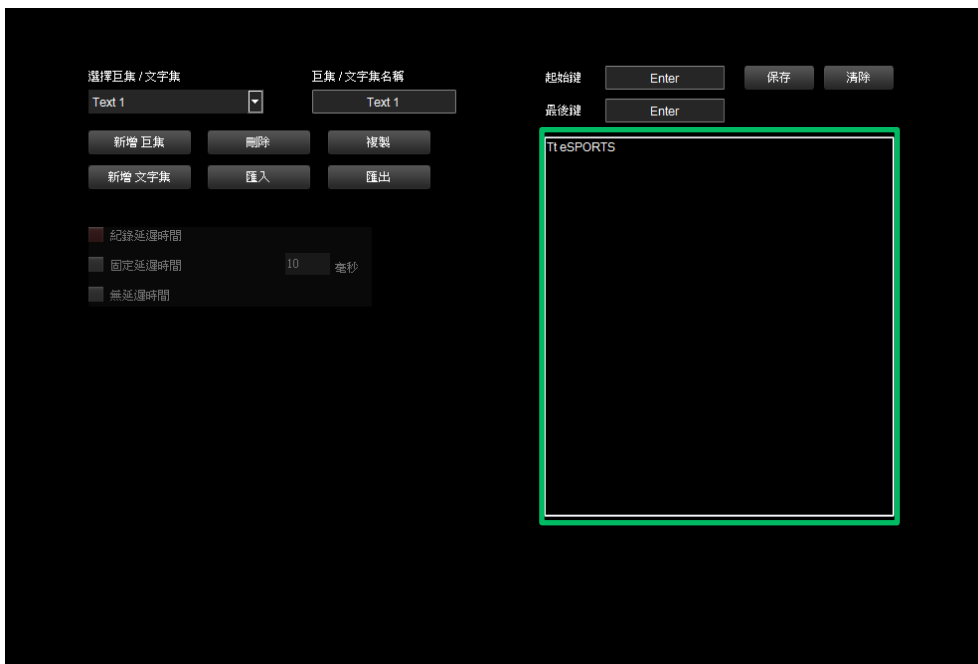 選擇巨集 / 文字集
Text 1
巨集 / 文字集名稱
Text 1
新增 巨集
刪除
複製
新增 文字集
匯入
匯出
紀錄延遲時間
固定延遲時間
10
毫秒
無延遲時間
起始鍵
Enter
保存
清除
最後鍵
Enter
Tt eSPORTS